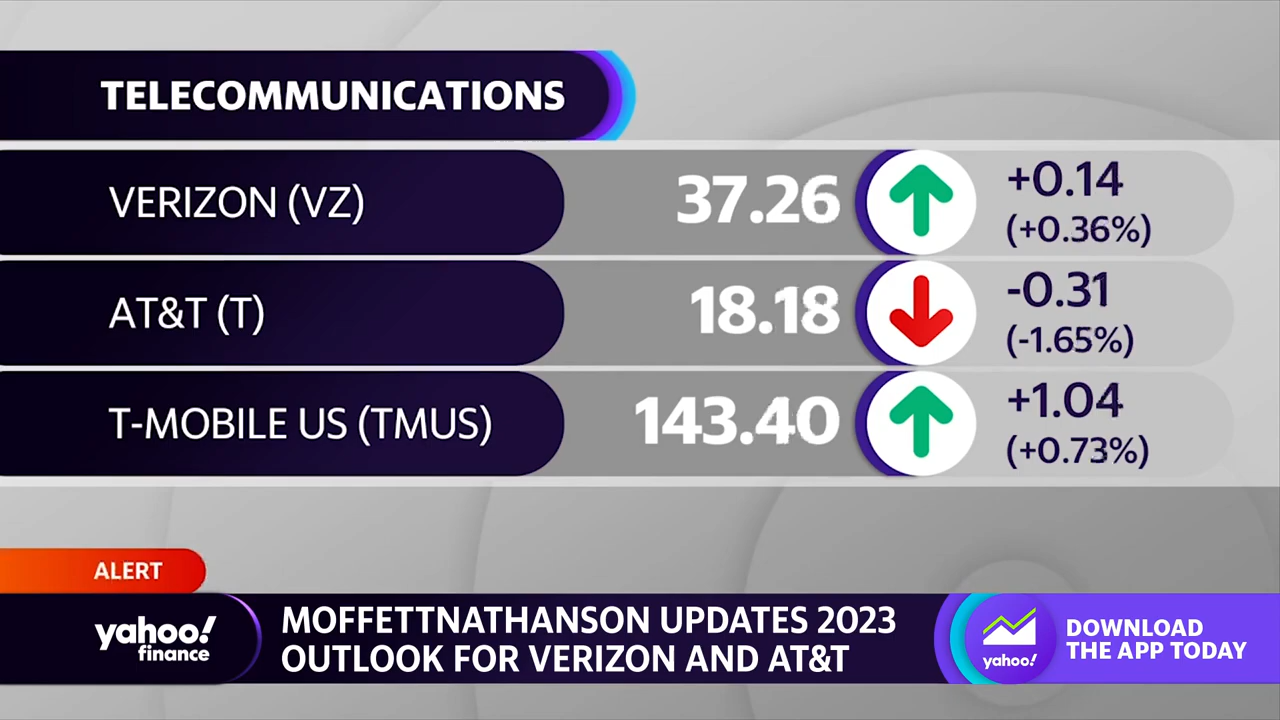 TELECOMMUNICATIONS
VERIZON (VZ) 37.26 +0.14
(+0.36%)
AT&T (T) 18.18 -0.31
(-1.65%)
T-MOBILE US (TMUS) 143.40 +1.04
(+0.73%)
ALERT
yahoo!
finance
MOFFETTNATHANSON UPDATES 2023
OUTLOOK FOR VERIZON AND AT&T
yahoo!
DOWNLOAD
THE APP TODAY